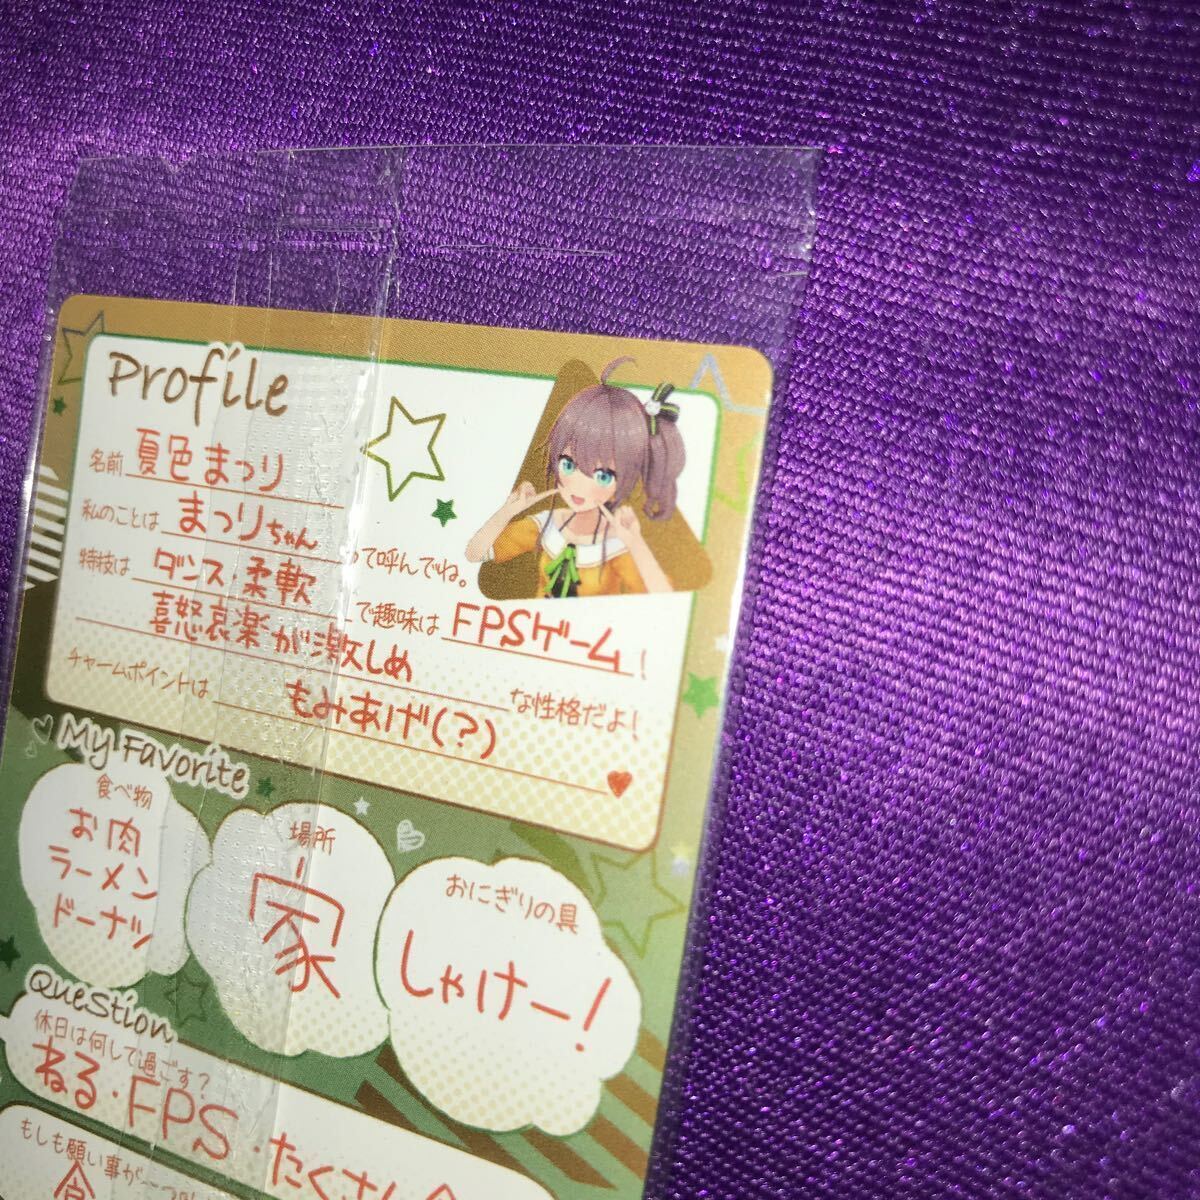 Profile
名前 夏色まつり
私のことは まつりちゃん って呼んでね。
特技は ダンス・柔軟 で趣味は FPSゲーム!
喜怒哀楽が激しめ な性格だよ!
チャームポイントは もみあげ(?)
My Favorite
食べ物
お肉
ラーメン
ドーナツ
場所
家
おにぎりの具
しゃけー!
Question
休日は何して過ごす?
ねる・FPS・たくさん
もしも願い事が一つ